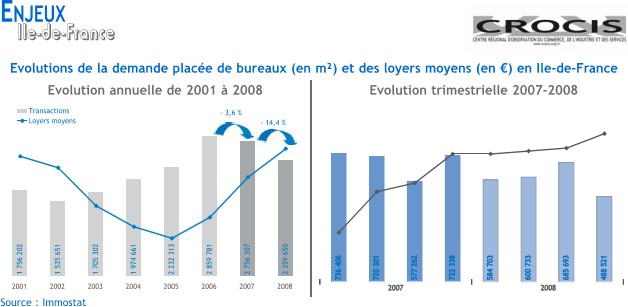 ENJEUX
Ile-de-France
CROCIS
CENTRE RÉGIONAL D'OBSERVATION DU COMMERCE, DE L'INDUSTRIE ET DES SERVICES
www.crocis.ccip.fr
Evolutions de la demande placée de bureaux (en m²) et des loyers moyens (en €) en Ile-de-France
Evolution annuelle de 2001 à 2008
Transactions
Loyers moyens
- 3,6 %
- 14,4 %
1 756 202
1 535 651
1 705 302
1 974 661
2 232 313
2 859 781
2 756 307
2 359 650
2001
2002
2003
2004
2005
2006
2007
2008
Evolution trimestrielle 2007-2008
736 406
720 301
577 262
722 338
584 703
600 733
685 693
488 521
2007
2008
Source : Immostat